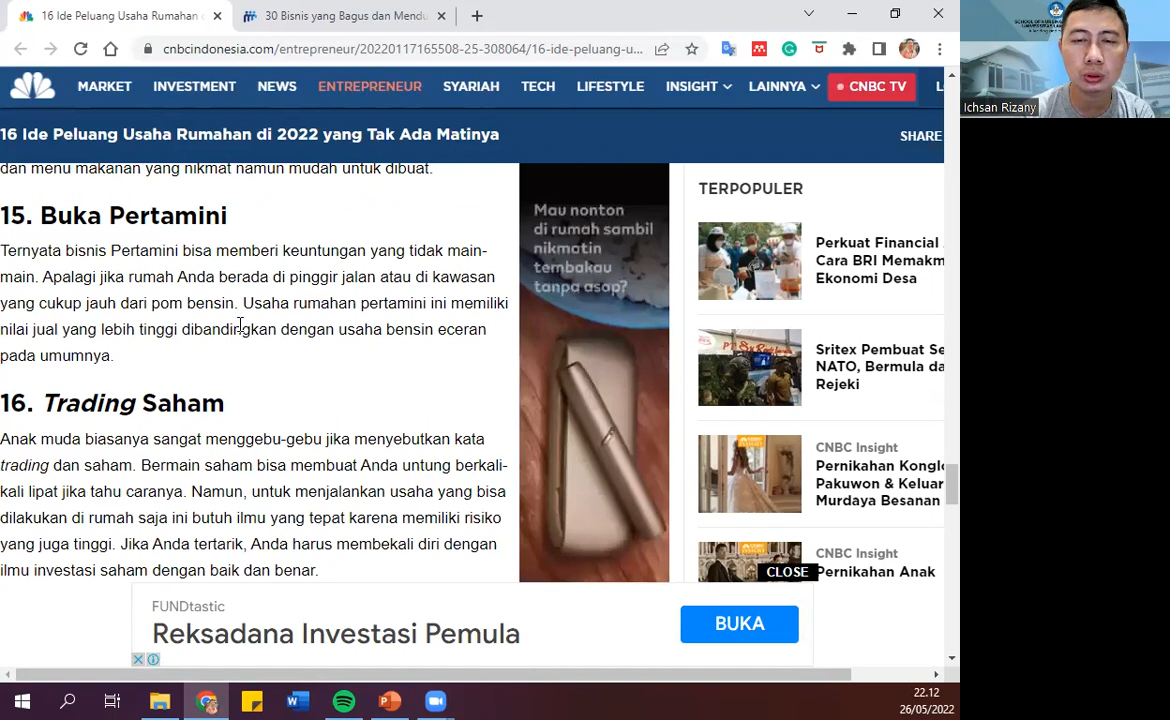 16 Ide Peluang Usaha Rumahan
30 Bisnis yang Bagus dan Mendu
cnbcindonesia.com/entrepreneur/20220117165508-25-308064/16-ide-peluang-u...
MARKET INVESTMENT NEWS ENTREPRENEUR SYARIAH TECH LIFESTYLE INSIGHT LAINNYA CNBC TV
16 Ide Peluang Usaha Rumahan di 2022 yang Tak Ada Matinya
SHARE
dan menu makanan yang nikmat namun mudah untuk dibuat.
15. Buka Pertamini
Ternyata bisnis Pertamini bisa memberi keuntungan yang tidak main-
main. Apalagi jika rumah Anda berada di pinggir jalan atau di kawasan
yang cukup jauh dari pom bensin. Usaha rumahan pertamini ini memiliki
nilai jual yang lebih tinggi dibandingkan dengan usaha bensin eceran
pada umumnya.
16. Trading Saham
Anak muda biasanya sangat menggebu-gebu jika menyebutkan kata
trading dan saham. Bermain saham bisa membuat Anda untung berkali-
kali lipat jika tahu caranya. Namun, untuk menjalankan usaha yang bisa
dilakukan di rumah saja ini butuh ilmu yang tepat karena memiliki risiko
yang juga tinggi. Jika Anda tertarik, Anda harus membekali diri dengan
ilmu investasi saham dengan baik dan benar.
Mau nonton
di rumah sambil
nikmatin
tembakau
tanpa asap?
TERPOPULER
Perkuat Financial
Cara BRI Memakm
Ekonomi Desa
Sritex Pembuat Se
NATO, Bermula da
Rejeki
CNBC Insight
Pernikahan Konglo
Pakuwon & Keluar
Murdaya Besanan
CNBC Insight
Pernikahan Anak
CLOSE
FUNDtastic
Reksadana Investasi Pemula
BUKA
22.12
26/05/2022
Ichsan Rizany